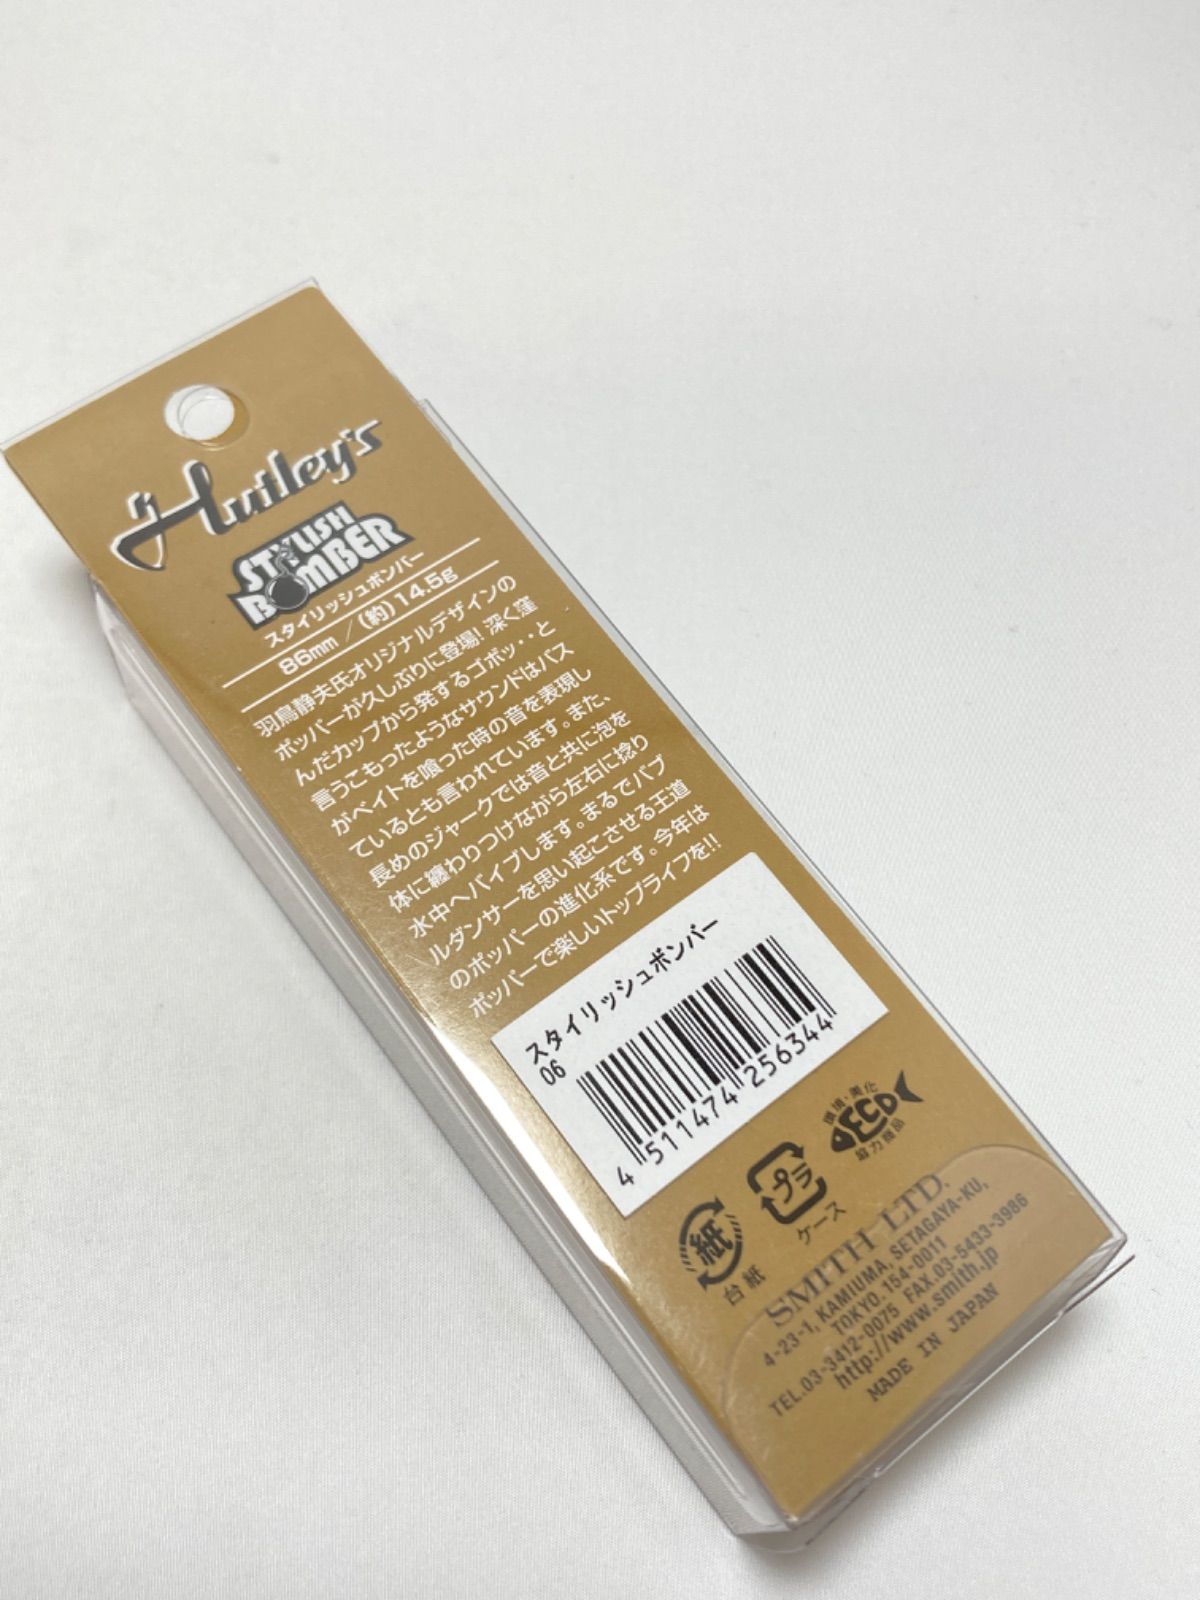 Hutley's
STYLISH
BOMBER
スタイリッシュボンバー
86mm／(約)14.5g
羽鳥静夫氏オリジナルデザインの
ポッパーが久しぶりに登場！深く窪
んだカップから発するゴボッ‥と
言うこもったようなサウンドはバス
がベイトを喰った時の音を表現し
ているとも言われています。また、
長めのジャークでは音と共に泡を
体に纏わりつけながら左右に捻り
水中へバイブします。まるでバブ
ルダンサーを思い起こさせる王道
のポッパーの進化系です。今年は
ポッパーで楽しいトップライフを!!
スタイリッシュボンバー
06
4 511474 256344
環境・美化
ECO
協力商品
プラ
ケース
紙
台紙
SMITH LTD.
4-23-1, KAMIUMA, SETAGAYA-KU,
TOKYO. 154-0011
TEL.03-3412-0075 FAX.03-5433-3986
http://www.smith.jp
MADE IN JAPAN